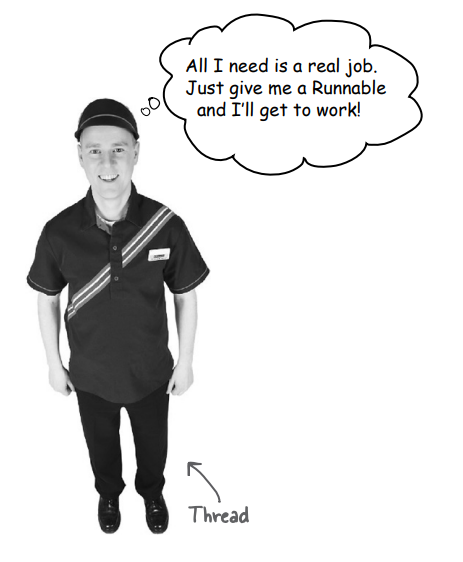 All I need is a real job.
Just give me a Runnable
and I'll get to work!
Thread